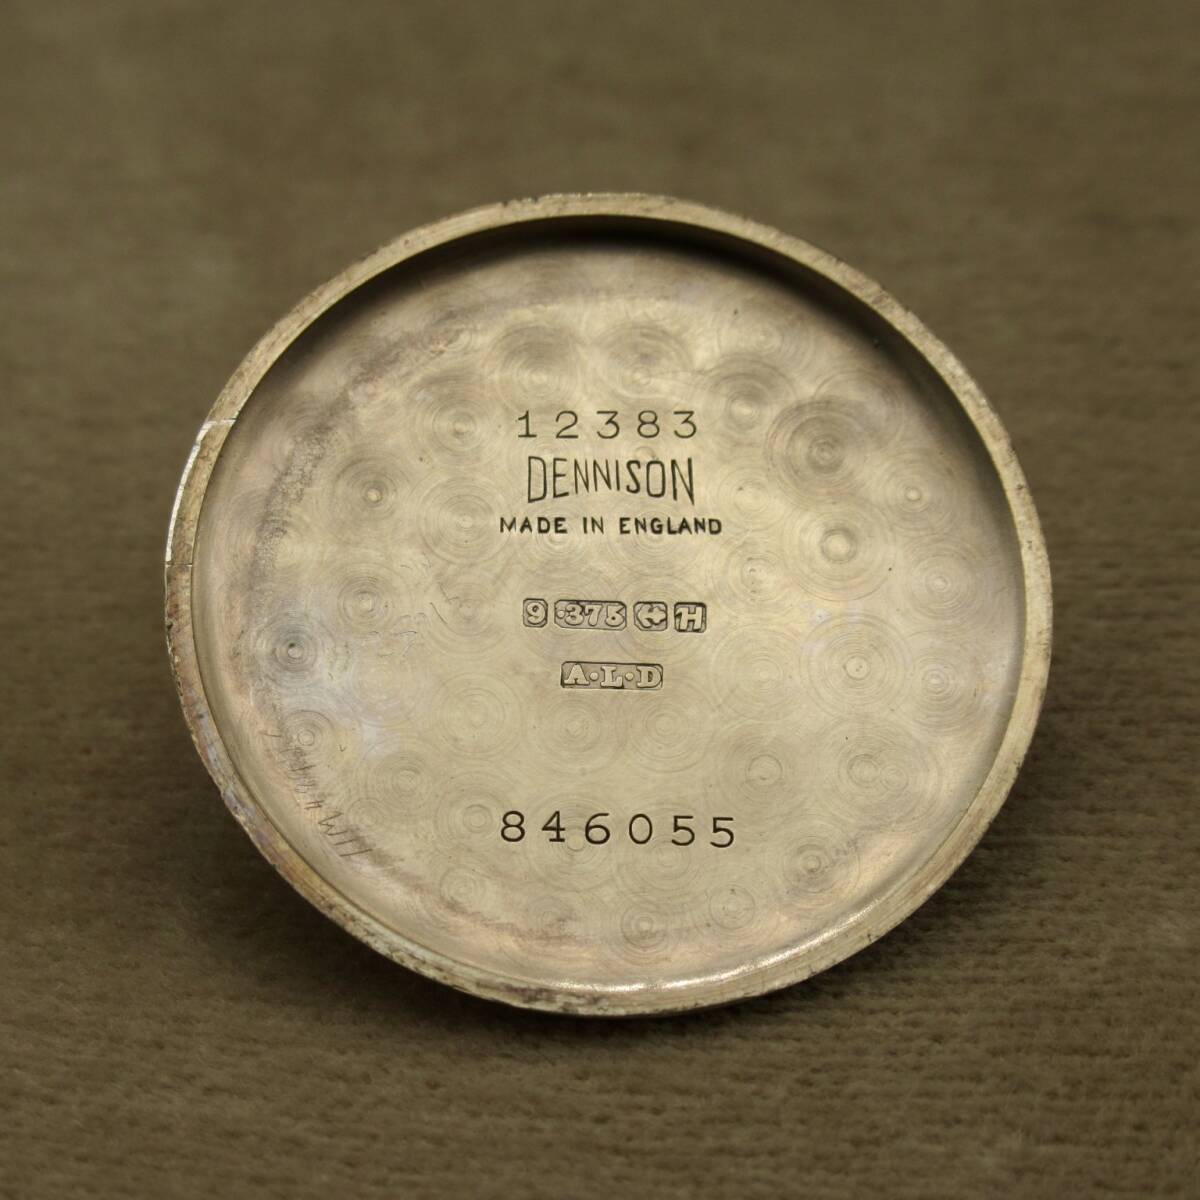 12383
DENNISON
MADE IN ENGLAND
9 .375 H
A·L·D
846055